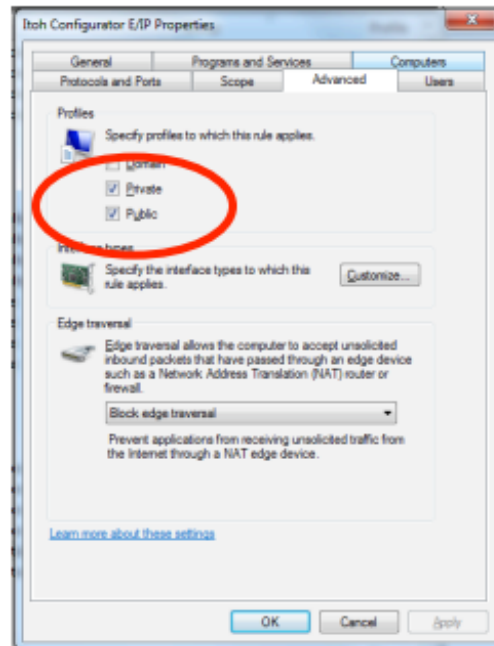 Itoh Configurator E/IP Properties
General Programs and Services Computers
Protocols and Ports Scope Advanced Users
Profiles
Specify profiles to which this rule applies.
Domain
Private
Public
Interface types
Specify the interface types to which this
rule applies.
Customize...
Edge traversal
Edge traversal allows the computer to accept unsolicited
inbound packets that have passed through an edge device
such as a Network Address Translation (NAT) router or
firewall.
Block edge traversal
Prevent applications from receiving unsolicited traffic from
the Internet through a NAT edge device.
Learn more about these settings
OK Cancel Apply